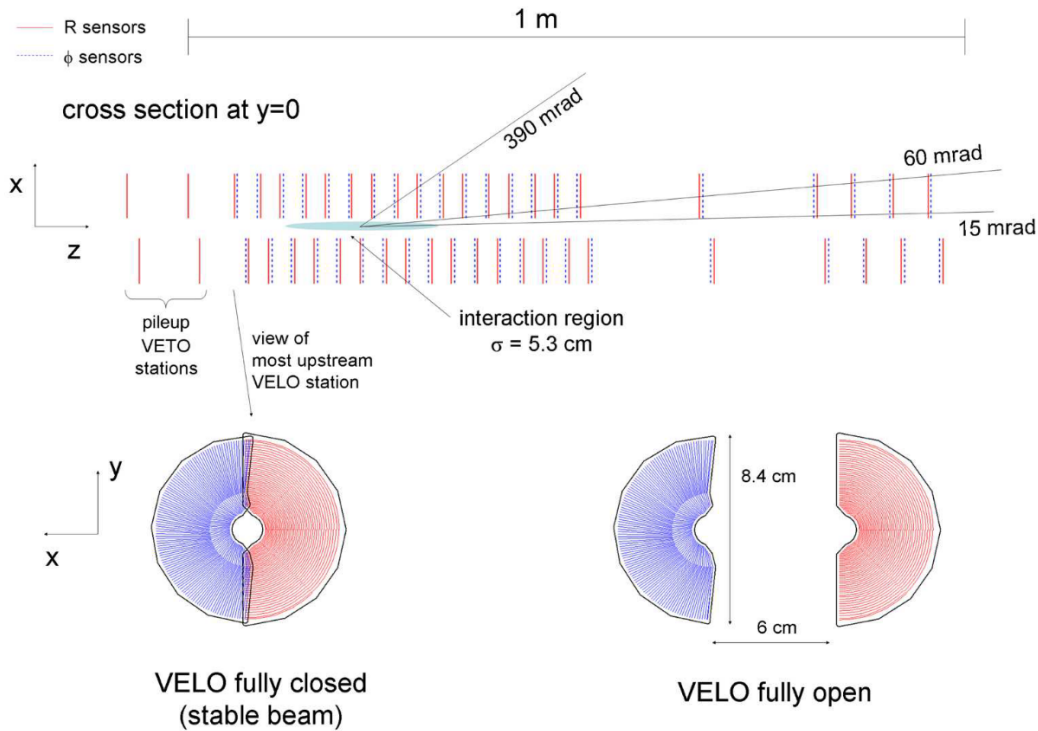 R sensors
1 m
ϕ sensors
cross section at y=0
390 mrad
60 mrad
x
15 mrad
z
interaction region
σ = 5.3 cm
pileup
VETO
stations
view of
most upstream
VELO station
y
8.4 cm
x
6 cm
VELO fully closed
(stable beam)
VELO fully open